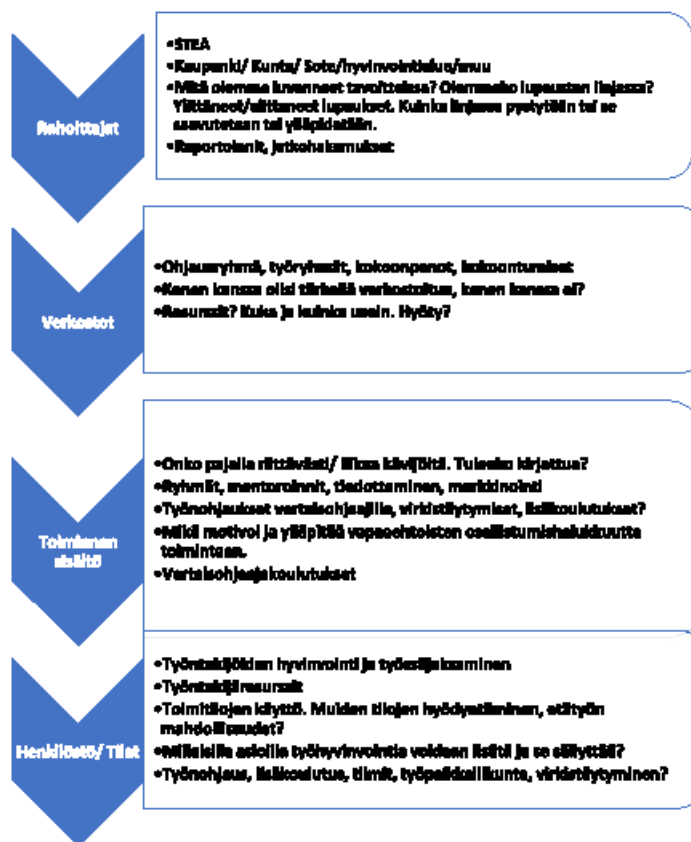 Rahoittajat
•STEA
•Kaupunki/ Kunta/ Sote/hyvinvointialue/muu
•Mitä olemme luvanneet tavoitteissa? Olemmeko lupausten linjassa?
Ylittäneet/alittaneet lupaukset. Kuinka linjassa pysytään tai se
saavutetaan tai ylläpidetään.
•Raportoinnit, jatkohakemukset
Verkostot
•Ohjausryhmä, työryhmät, kokoonpanot, kokoontumiset
•Kenen kanssa olisi tärkeää verkostoitua, kenen kanssa ei?
•Resurssit? Kuka ja kuinka usein. Hyöty?
Toiminnan
sisältö
•Onko pajalla riittävästi/ liikaa kävijöitä. Tuleeko kirjattua?
•Ryhmät, mentoroinnit, tiedottaminen, markkinointi
•Työnohjaukset vertaisohjaajilla, virkistäytymiset, lisäkoulutukset?
•Mikä motivoi ja ylläpitää vapaaehtoisten osallistumishalukkuutta
toimintaan.
•Vertaisohjaajakoulutukset
Henkilöstö/ Tilat
•Työntekijöiden hyvinvointi ja työssäjaksaminen
•Työntekijäresurssit
•Toimitilojen käyttö. Muiden tilojen hyödyntäminen, etätyön
mahdollisuudet?
•Millaisilla asioilla työhyvinvointia voidaan lisätä ja se säilyttää?
•Työnohjaus, lisäkoulutus, tiimit, työpaikkaliikunta, virkistäytyminen?